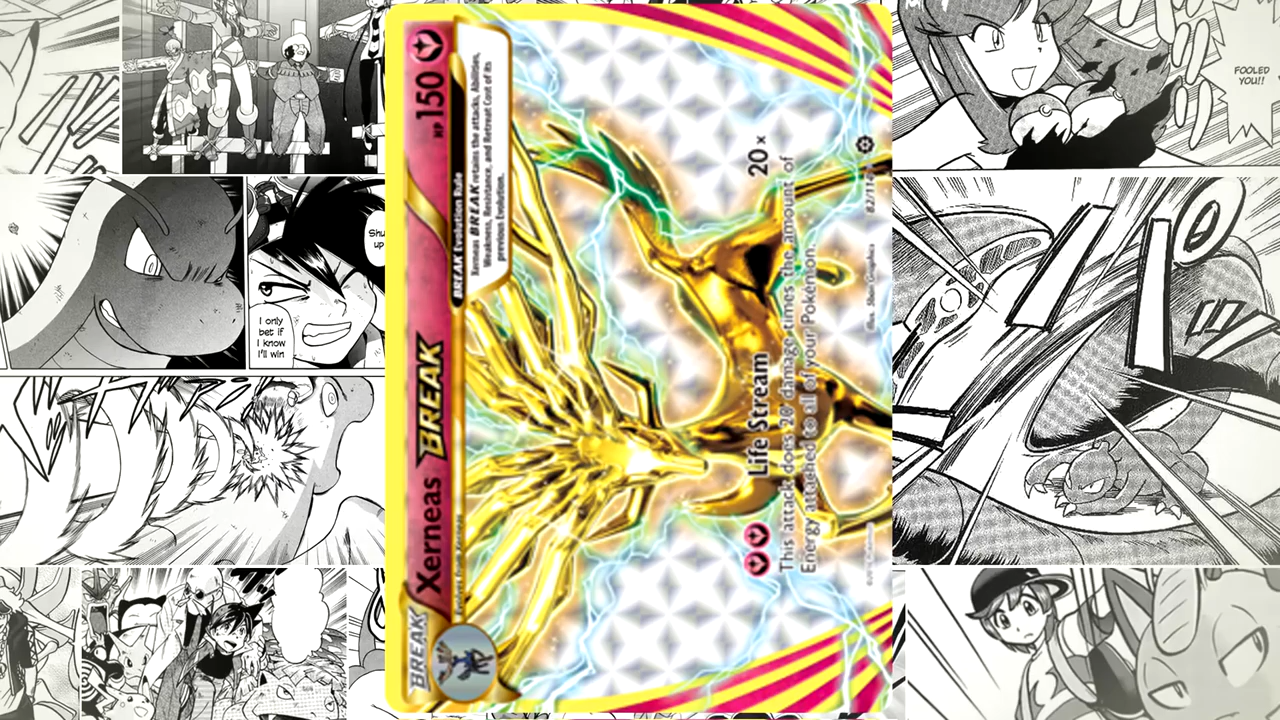 BREAK
Xerneas BREAK
HP 150
Evolves from Xerneas
BREAK Evolution Rule
Xerneas BREAK retains the attacks, Abilities,
Weakness, Resistance, and Retreat Cost of its
previous Evolution.
Life Stream 20×
This attack does 20 damage times the amount of
Energy attached to all of your Pokémon.
82/114
FOOLED
YOU!!
Shu
up
I only
bet if
I know
I'll win